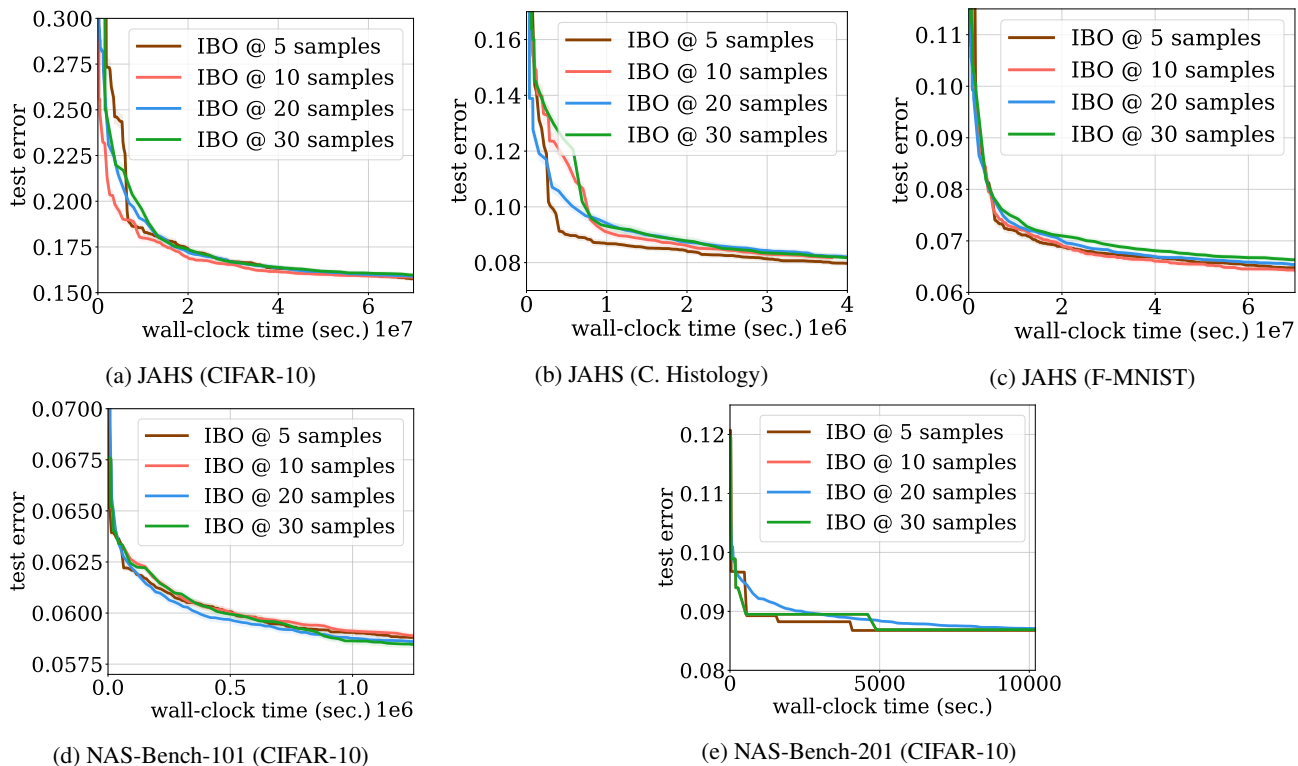 0.300
0.275
0.250
0.225
0.200
0.175
0.150
test error
IBO @ 5 samples
IBO @ 10 samples
IBO @ 20 samples
IBO @ 30 samples
0 2 4 6
wall-clock time (sec.) 1e7
(a) JAHS (CIFAR-10)
0.16
0.14
0.12
0.10
0.08
test error
IBO @ 5 samples
IBO @ 10 samples
IBO @ 20 samples
IBO @ 30 samples
0 1 2 3 4
wall-clock time (sec.) 1e6
(b) JAHS (C. Histology)
0.11
0.10
0.09
0.08
0.07
0.06
test error
IBO @ 5 samples
IBO @ 10 samples
IBO @ 20 samples
IBO @ 30 samples
0 2 4 6
wall-clock time (sec.) 1e7
(c) JAHS (F-MNIST)
0.0700
0.0675
0.0650
0.0625
0.0600
0.0575
test error
IBO @ 5 samples
IBO @ 10 samples
IBO @ 20 samples
IBO @ 30 samples
0.0 0.5 1.0
wall-clock time (sec.) 1e6
(d) NAS-Bench-101 (CIFAR-10)
0.12
0.11
0.10
0.09
0.08
test error
IBO @ 5 samples
IBO @ 10 samples
IBO @ 20 samples
IBO @ 30 samples
0 5000 10000
wall-clock time (sec.)
(e) NAS-Bench-201 (CIFAR-10)